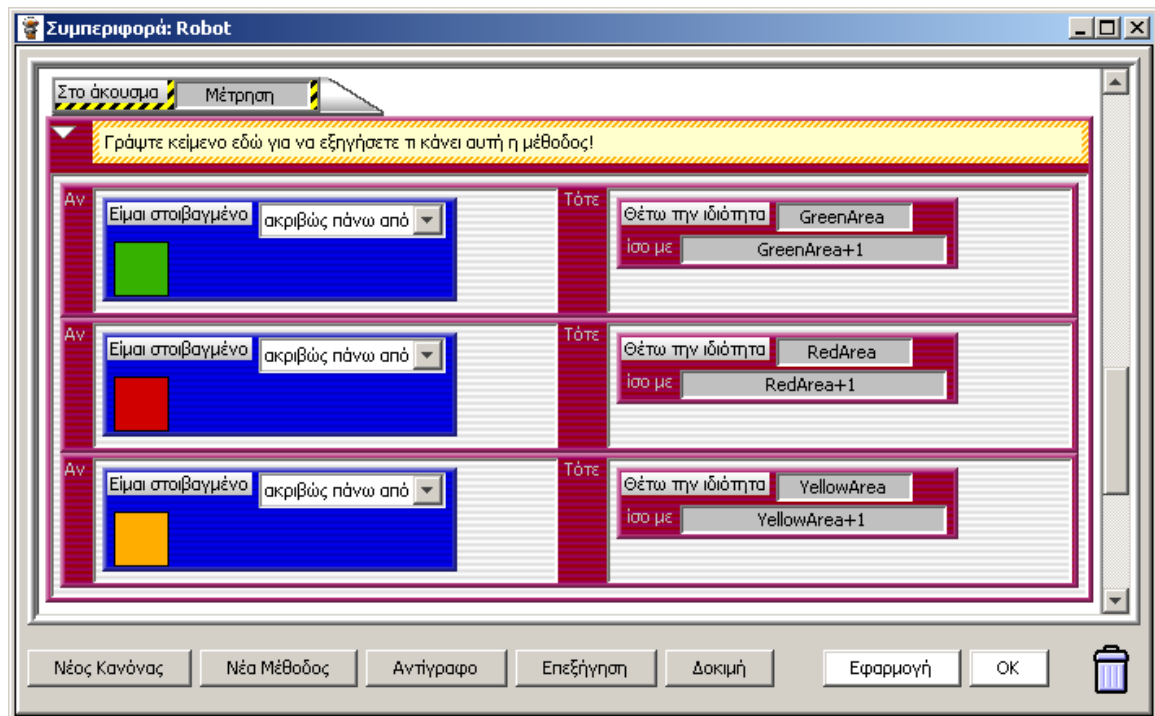 Συμπεριφορά: Robot
Στο άκουσμα Μέτρηση
Γράψτε κείμενο εδώ για να εξηγήσετε τι κάνει αυτή η μέθοδος!
Αν Είμαι στοιβαγμένο ακριβώς πάνω από Τότε Θέτω την ιδιότητα GreenArea
ίσο με GreenArea+1
Αν Είμαι στοιβαγμένο ακριβώς πάνω από Τότε Θέτω την ιδιότητα RedArea
ίσο με RedArea+1
Αν Είμαι στοιβαγμένο ακριβώς πάνω από Τότε Θέτω την ιδιότητα YellowArea
ίσο με YellowArea+1
Νέος Κανόνας Νέα Μέθοδος Αντίγραφο Επεξήγηση Δοκιμή Εφαρμογή OK